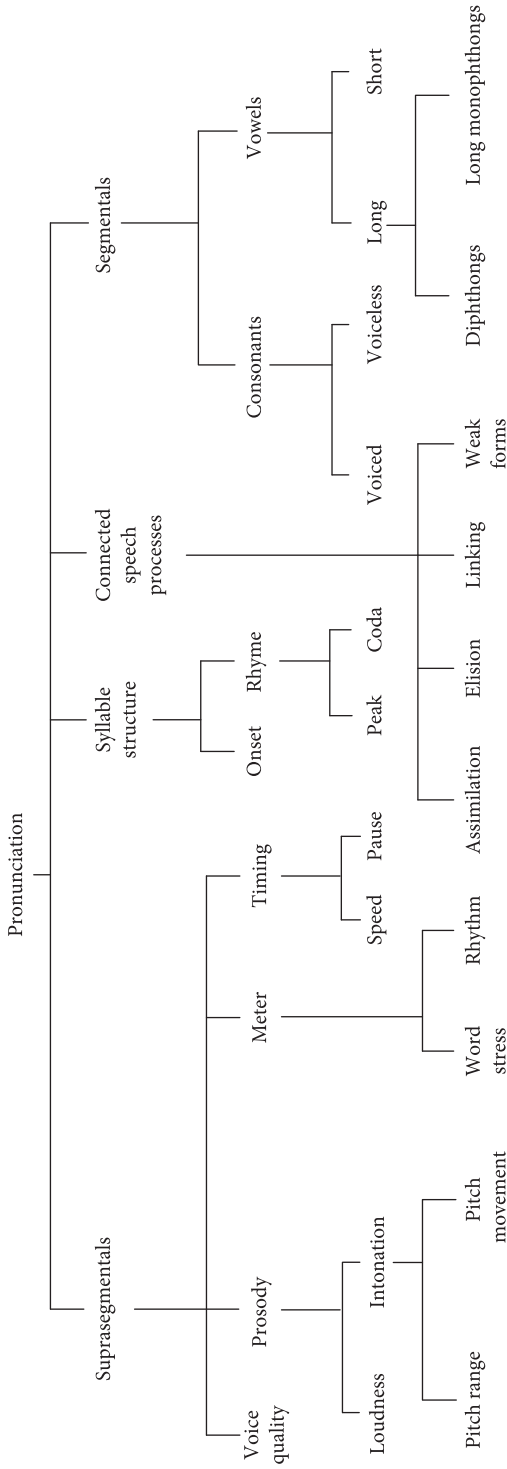 Pronunciation
Suprasegmentals
Syllable
structure
Connected
speech
processes
Segmentals
Voice
quality
Prosody
Meter
Timing
Onset
Rhyme
Consonants
Vowels
Loudness
Intonation
Speed
Pause
Peak
Coda
Voiced
Voiceless
Long
Short
Pitch range
Pitch
movement
Word
stress
Rhythm
Assimilation
Elision
Linking
Weak
forms
Diphthongs
Long monophthongs